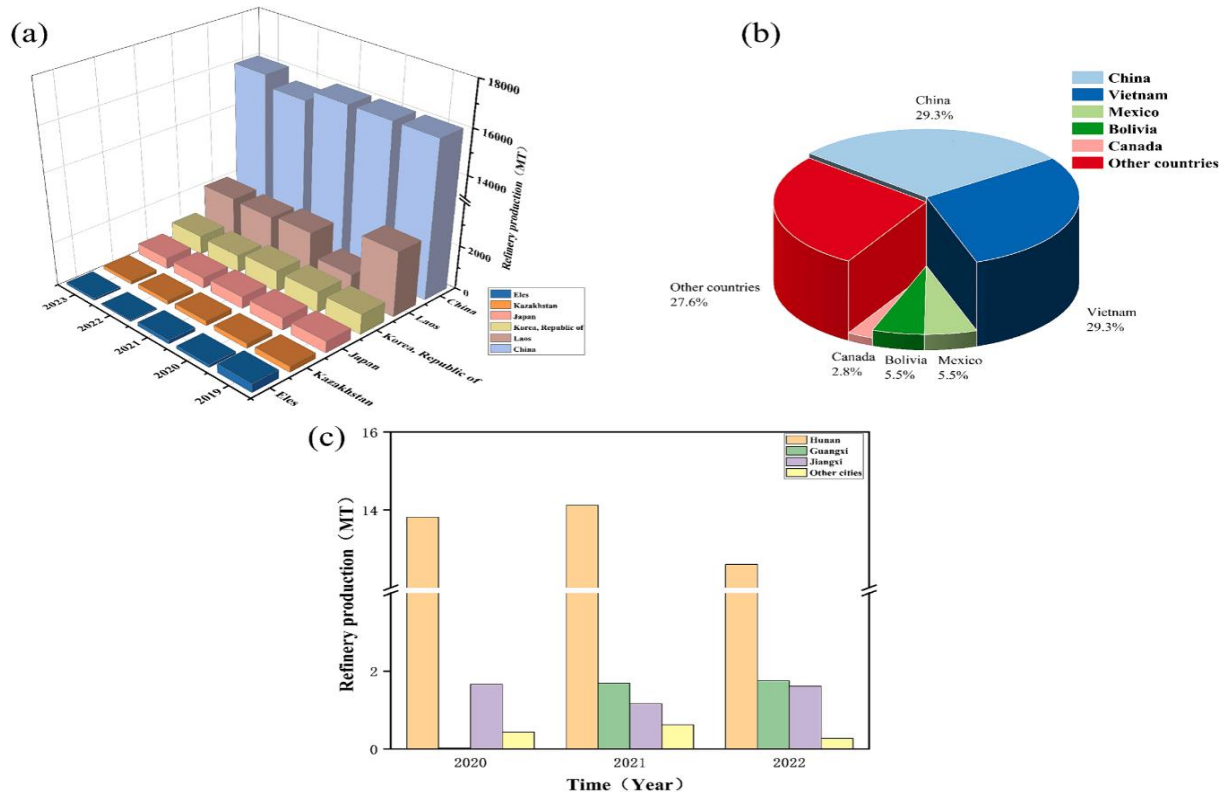 (a)
18000
16000
14000
2000
0
Refinery production (MT)
2023
2022
2021
2020
2019
Eles
Kazakhstan
Japan
Korea, Republic of
Laos
China
Eles
Kazakhstan
Japan
Korea, Republic of
Laos
China
(b)
China
Vietnam
Mexico
Bolivia
Canada
Other countries
China
29.3%
Vietnam
29.3%
Mexico
5.5%
Bolivia
5.5%
Canada
2.8%
Other countries
27.6%
(c)
16
14
2
0
Refinery production (MT)
Hunan
Guangxi
Jiangxi
Other cities
2020
2021
2022
Time (Year)